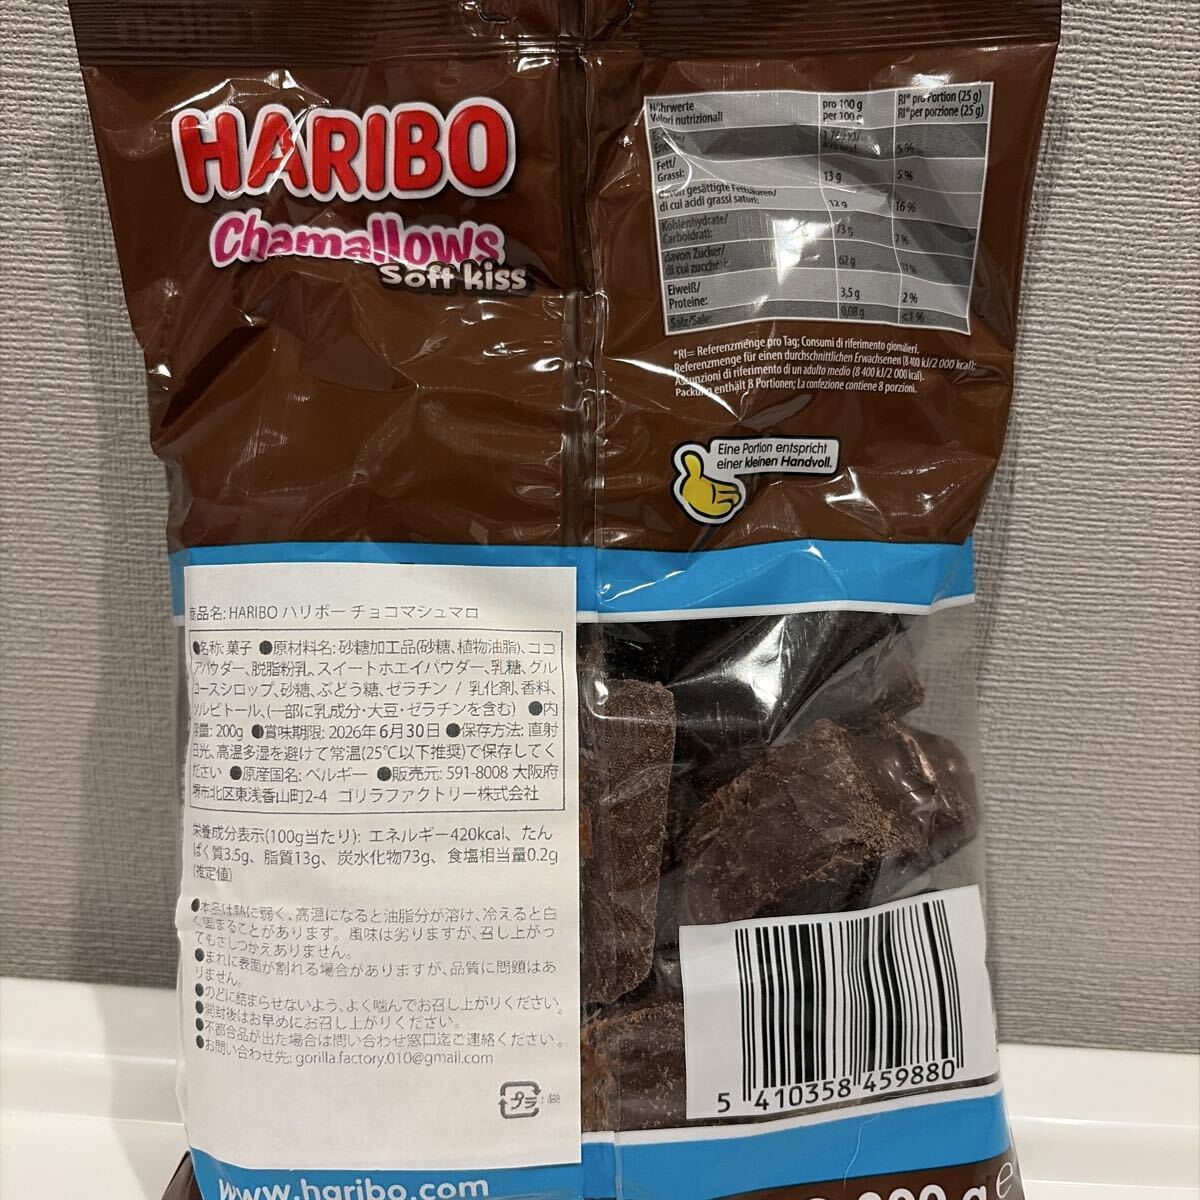 HARIBO
Chamallows
Soft kiss
Nährwerte
Valori nutrizionali
pro 100 g
per 100 g
RI* pro Portion (25 g)
RI* per porzione (25 g)
5 %
Fett/
Grassi:
13 g
5 %
davon gesättigte Fettsäuren/
di cui acidi grassi saturi:
12 g
16 %
Kohlenhydrate/
Carboidrati:
73 g
7 %
davon Zucker/
di cui zuccheri:
62 g
Eiweiß/
Proteine:
3,5 g
2 %
Salz/Sale:
0,08 g
<1 %
*RI= Referenzmenge pro Tag; Consumi di riferimento giornalieri.
Referenzmenge für einen durchschnittlichen Erwachsenen (8 400 kJ/2 000 kcal);
Assunzioni di riferimento di un adulto medio (8 400 kJ/2 000 kcal).
Packung enthält 8 Portionen; La confezione contiene 8 porzioni.
Eine Portion entspricht
einer kleinen Handvoll.
商品名: HARIBO ハリボー チョコマシュマロ
●名称: 菓子 ●原材料名: 砂糖加工品(砂糖、植物油脂)、ココ
アパウダー、脱脂粉乳、スイートホエイパウダー、乳糖、グル
コースシロップ、砂糖、ぶどう糖、ゼラチン / 乳化剤、香料、
ソルビトール、(一部に乳成分・大豆・ゼラチンを含む) ●内
容量: 200g ●賞味期限: 2026年6月30日 ●保存方法: 直射
日光、高温多湿を避けて常温(25℃以下推奨)で保存してく
ださい ●原産国名: ベルギー ●販売元: 591-8008 大阪府
堺市北区東浅香山町2-4 ゴリラファクトリー株式会社
栄養成分表示(100g当たり): エネルギー420kcal、たん
ぱく質3.5g、脂質13g、炭水化物73g、食塩相当量0.2g
(推定値)
●本品は熱に弱く、高温になると油脂分が溶け、冷えると白
く固まることがあります。風味は劣りますが、召し上がっ
てもさしつかえありません。
●まれに表面が割れる場合がありますが、品質に問題はあ
りません。
●のどに詰まらせないよう、よく噛んでお召し上がりください。
●開封後はお早めにお召し上がりください。
●不都合品が出た場合は問い合わせ窓口迄ご連絡ください。
●お問い合わせ先: gorilla.factory.010@gmail.com
プラ : 袋
5 410358 459880
www.haribo.com
200 g e